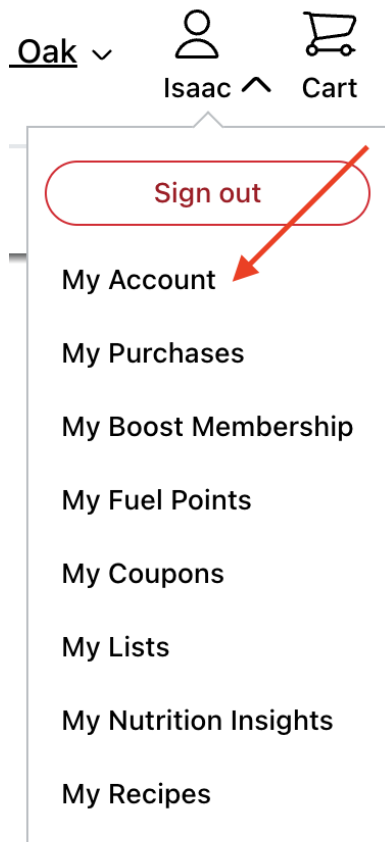 Oak
Isaac Cart
Sign out
My Account
My Purchases
My Boost Membership
My Fuel Points
My Coupons
My Lists
My Nutrition Insights
My Recipes